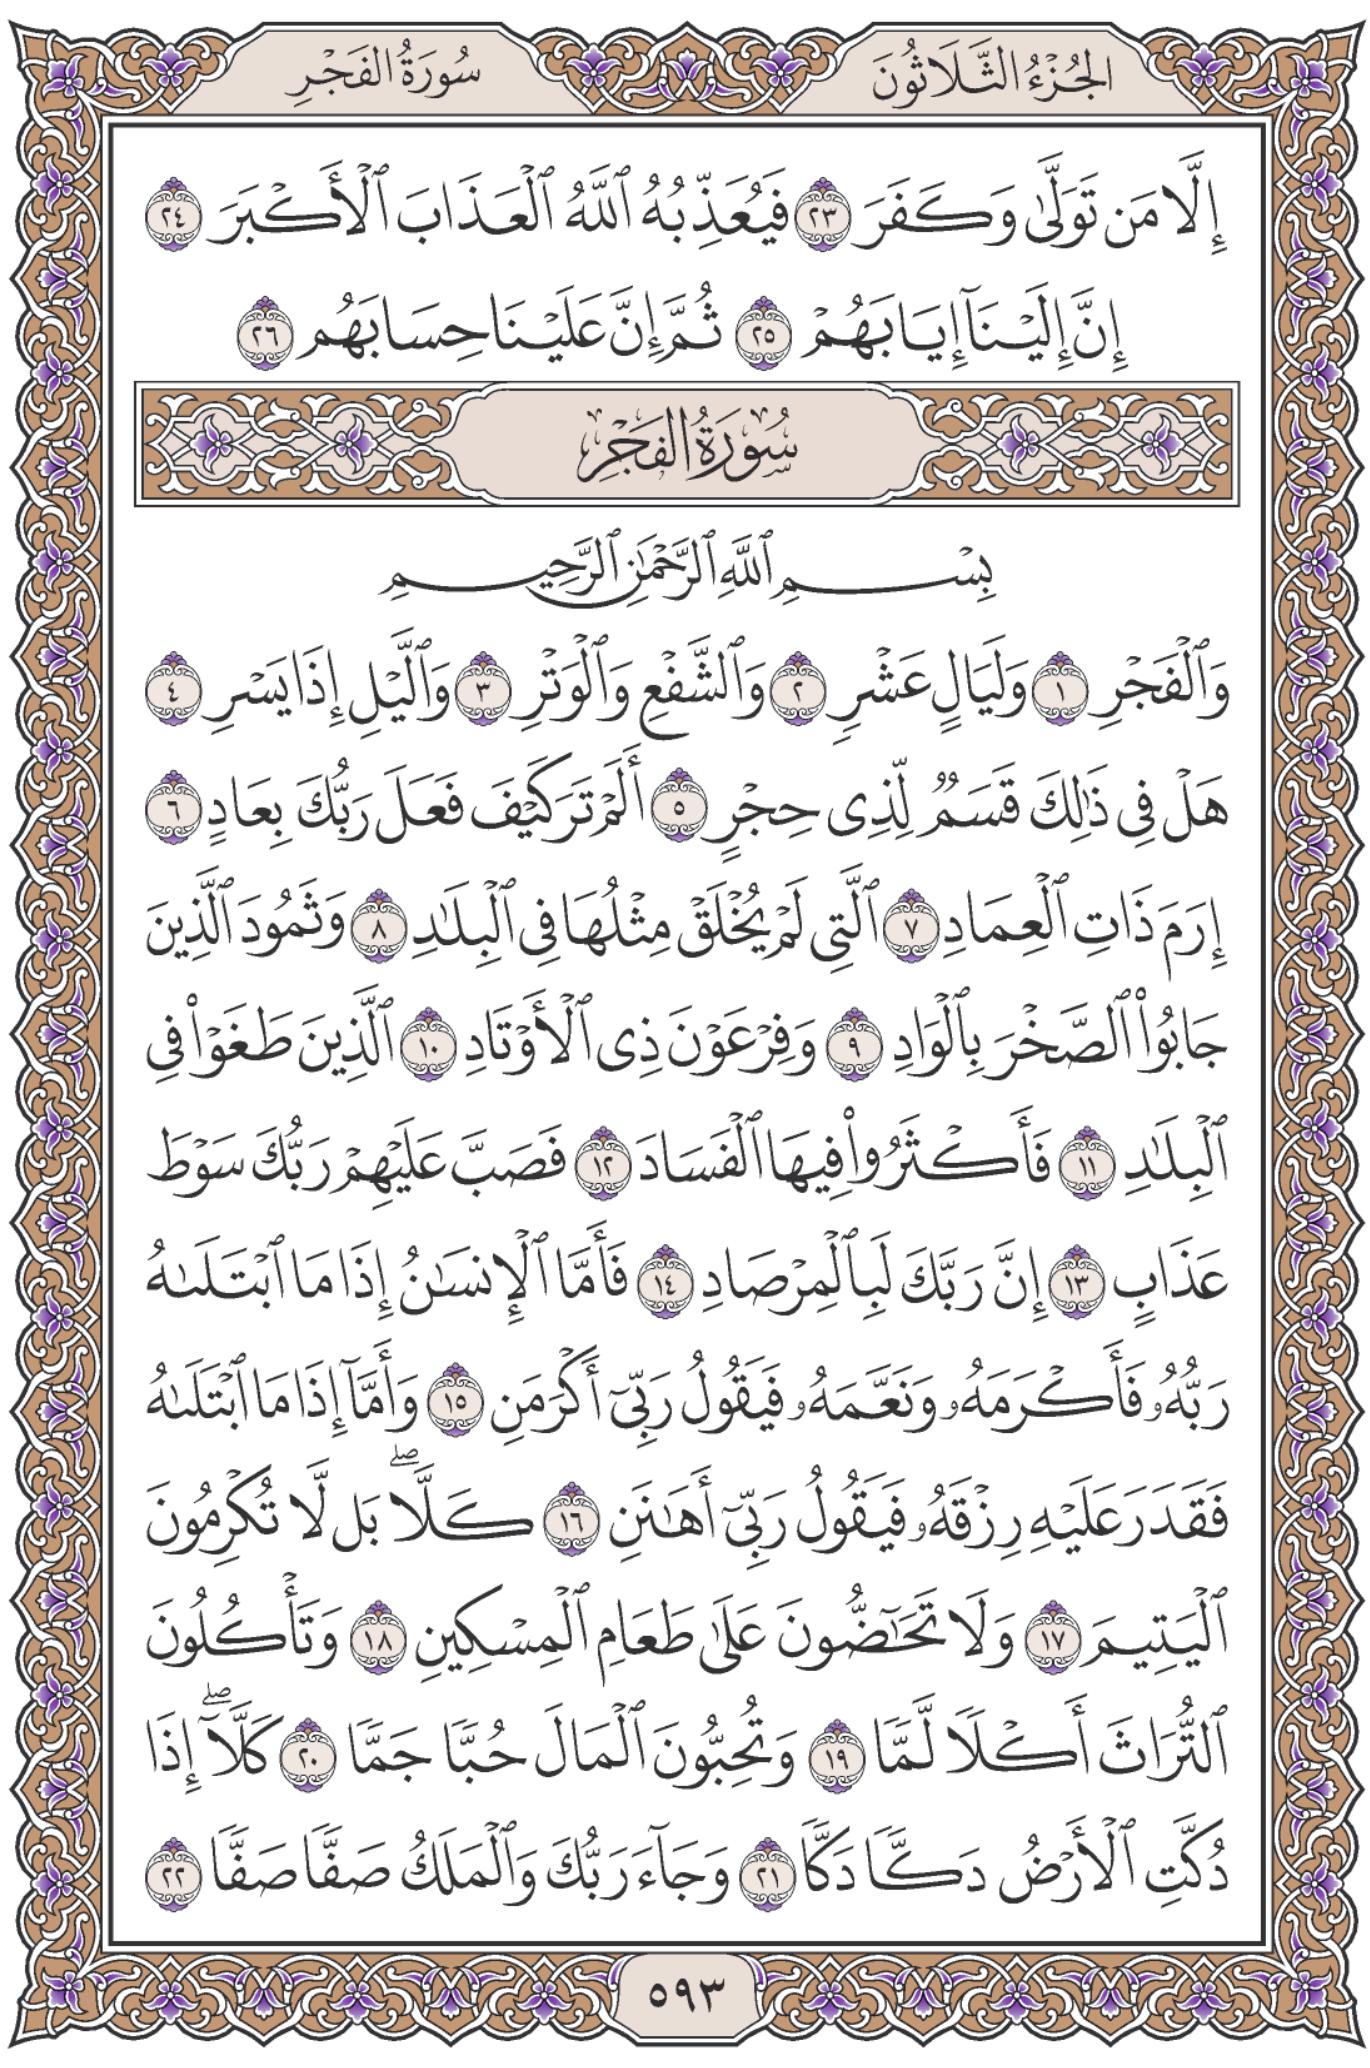 الجُزْءُ الثَّلَاثُونَ
سُورَةُ الفَجْرِ
إِلَّا مَن تَوَلَّىٰ وَكَفَرَ ٢٣ فَيُعَذِّبُهُ ٱللَّهُ ٱلْعَذَابَ ٱلْأَكْبَرَ ٢٤
إِنَّ إِلَيْنَآ إِيَابَهُمْ ٢٥ ثُمَّ إِنَّ عَلَيْنَا حِسَابَهُم ٢٦
سُورَةُ الفَجْرِ
بِسْمِ ٱللَّهِ ٱلرَّحْمَٰنِ ٱلرَّحِيمِ
وَٱلْفَجْرِ ١ وَلَيَالٍ عَشْرٍ ٢ وَٱلشَّفْعِ وَٱلْوَتْرِ ٣ وَٱلَّيْلِ إِذَا يَسْرِ ٤
هَلْ فِى ذَٰلِكَ قَسَمٌ لِّذِى حِجْرٍ ٥ أَلَمْ تَرَ كَيْفَ فَعَلَ رَبُّكَ بِعَادٍ ٦
إِرَمَ ذَاتِ ٱلْعِمَادِ ٧ ٱلَّتِى لَمْ يُخْلَقْ مِثْلُهَا فِى ٱلْبِلَٰدِ ٨ وَثَمُودَ ٱلَّذِينَ
جَابُوا۟ ٱلصَّخْرَ بِٱلْوَادِ ٩ وَفِرْعَوْنَ ذِى ٱلْأَوْتَادِ ١٠ ٱلَّذِينَ طَغَوْا۟ فِى
ٱلْبِلَٰدِ ١١ فَأَكْثَرُوا۟ فِيهَا ٱلْفَسَادَ ١٢ فَصَبَّ عَلَيْهِمْ رَبُّكَ سَوْطَ
عَذَابٍ ١٣ إِنَّ رَبَّكَ لَبِٱلْمِرْصَادِ ١٤ فَأَمَّا ٱلْإِنسَٰنُ إِذَا مَا ٱبْتَلَىٰهُ
رَبُّهُۥ فَأَكْرَمَهُۥ وَنَعَّمَهُۥ فَيَقُولُ رَبِّىٓ أَكْرَمَنِ ١٥ وَأَمَّآ إِذَا مَا ٱبْتَلَىٰهُ
فَقَدَرَ عَلَيْهِ رِزْقَهُۥ فَيَقُولُ رَبِّىٓ أَهَٰنَنِ ١٦ كَلَّاۖ بَل لَّا تُكْرِمُونَ
ٱلْيَتِيمَ ١٧ وَلَا تَحَٰٓضُّونَ عَلَىٰ طَعَامِ ٱلْمِسْكِينِ ١٨ وَتَأْكُلُونَ
ٱلتُّرَاثَ أَكْلًا لَّمًّا ١٩ وَتُحِبُّونَ ٱلْمَالَ حُبًّا جَمًّا ٢٠ كَلَّآۖ إِذَا
دُكَّتِ ٱلْأَرْضُ دَكًّا دَكًّا ٢١ وَجَآءَ رَبُّكَ وَٱلْمَلَكُ صَفًّا صَفًّا ٢٢
٥٩٣